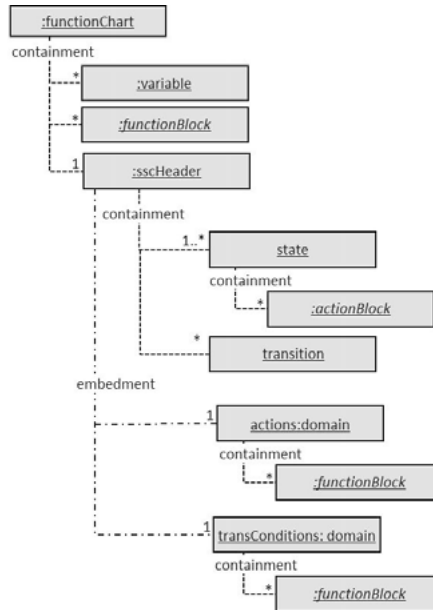 :functionChart
containment
*
:variable
*
:functionBlock
1
:sscHeader
containment
1..*
state
containment
*
:actionBlock
*
transition
embedment
1
actions:domain
containment
*
:functionBlock
1
transConditions: domain
containment
*
:functionBlock